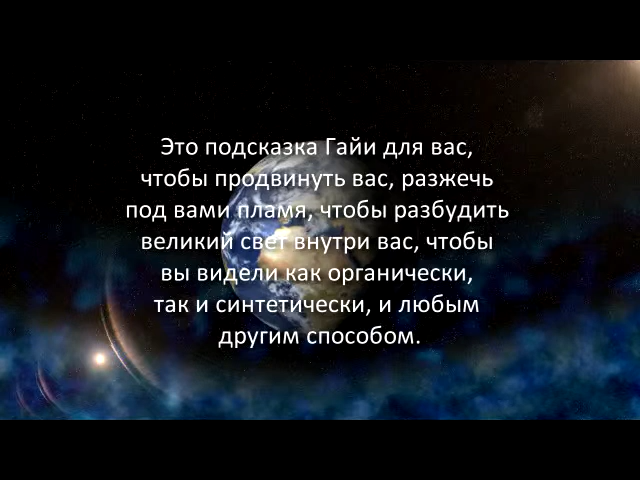 Это подсказка Гайи для вас,
чтобы продвинуть вас, разжечь
под вами пламя, чтобы разбудить
великий свет внутри вас, чтобы
вы видели как органически,
так и синтетически, и любым
другим способом.